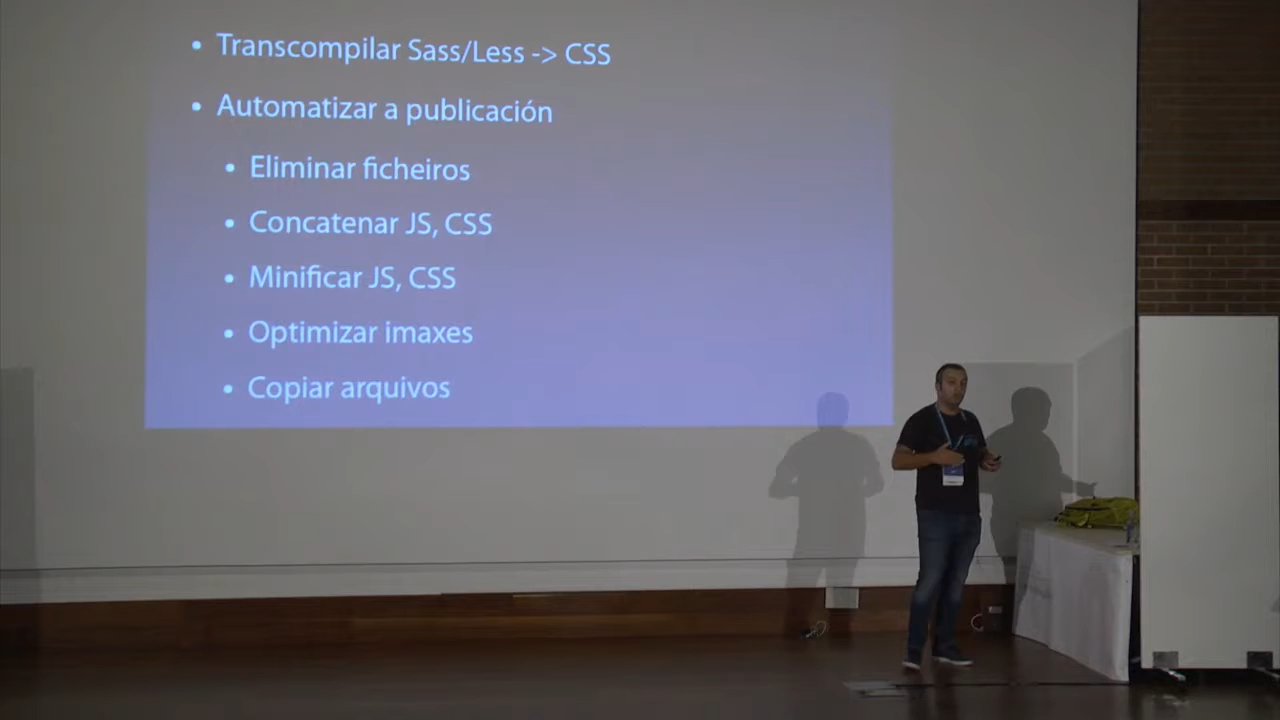 • Transcompilar Sass/Less -> CSS
• Automatizar a publicación
• Eliminar ficheiros
• Concatenar JS, CSS
• Minificar JS, CSS
• Optimizar imaxes
• Copiar arquivos